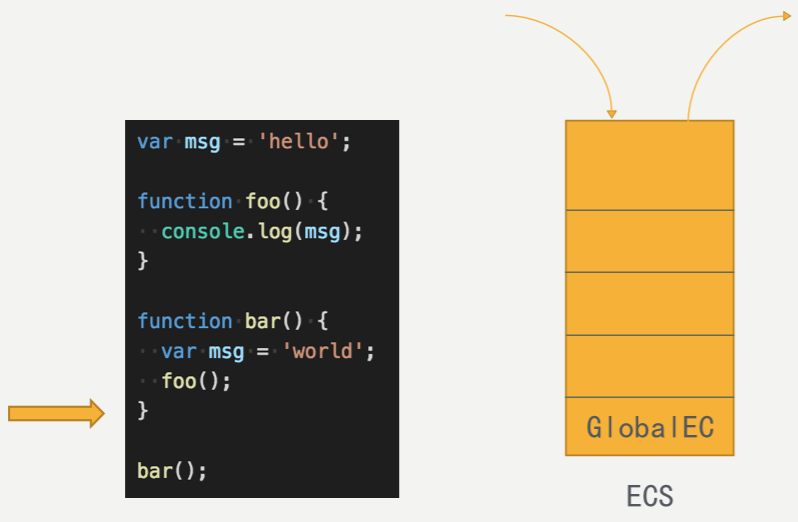 var msg = 'hello';
function foo() {
  console.log(msg);
}
function bar() {
  var msg = 'world';
  foo();
}
bar();
GlobalEC
ECS